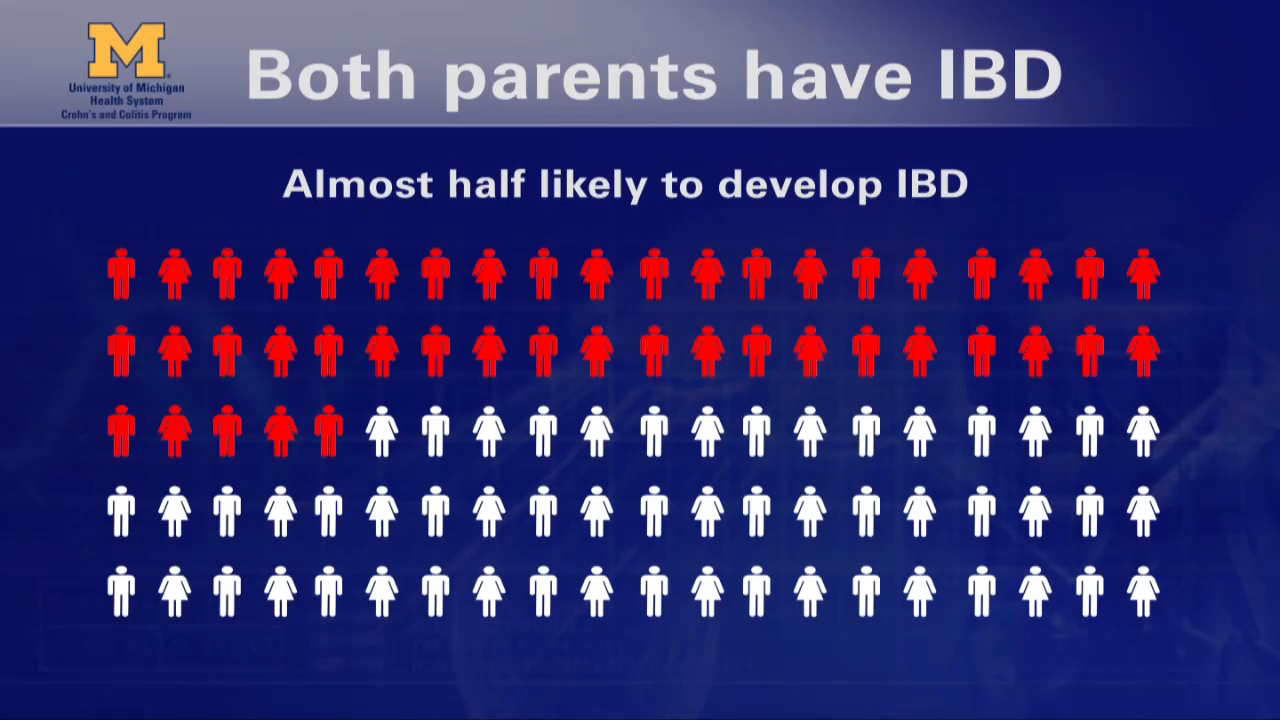 M
University of Michigan
Health System
Crohn's and Colitis Program
Both parents have IBD
Almost half likely to develop IBD